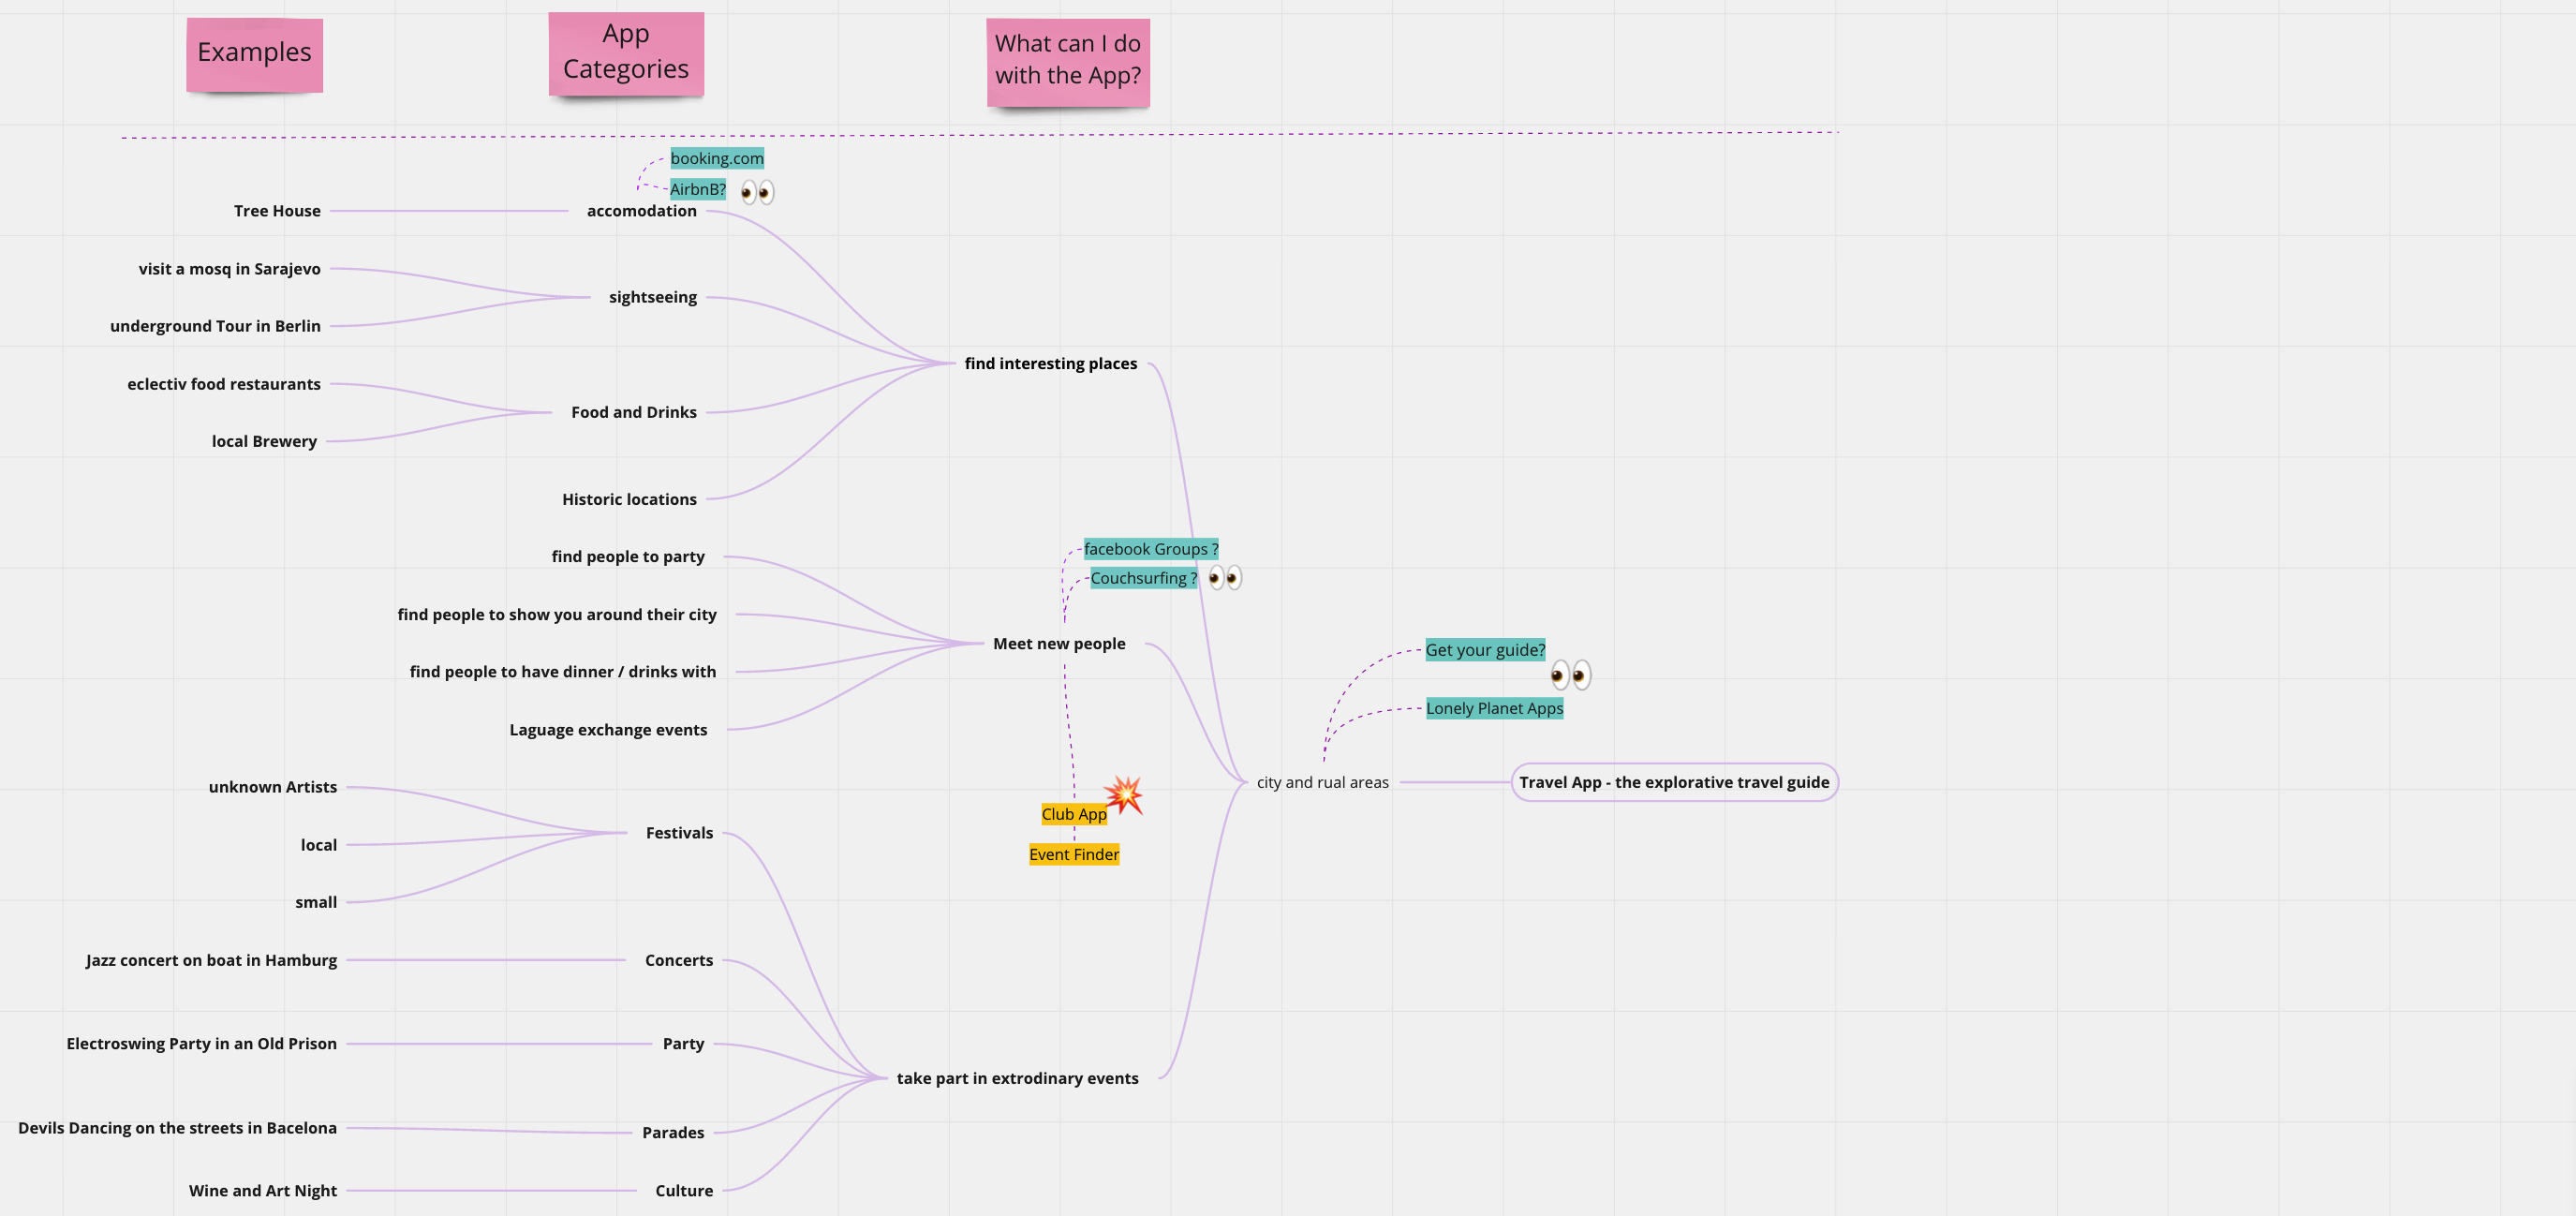 Examples
App
Categories
What can I do
with the App?
booking.com
AirbnB?
Tree House
accomodation
visit a mosq in Sarajevo
sightseeing
underground Tour in Berlin
find interesting places
eclectiv food restaurants
Food and Drinks
local Brewery
Historic locations
facebook Groups ?
find people to party
Couchsurfing ?
find people to show you around their city
Meet new people
Get your guide?
find people to have dinner / drinks with
Lonely Planet Apps
Laguage exchange events
city and rual areas
Travel App - the explorative travel guide
unknown Artists
Club App
Festivals
local
Event Finder
small
Jazz concert on boat in Hamburg
Concerts
Electroswing Party in an Old Prison
Party
take part in extrodinary events
Devils Dancing on the streets in Bacelona
Parades
Wine and Art Night
Culture